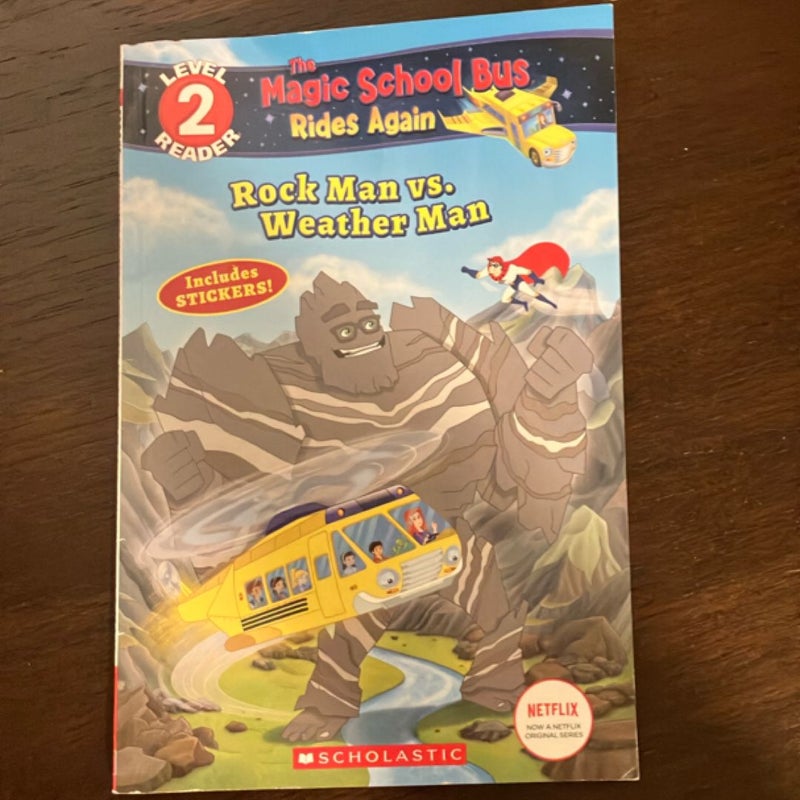 LEVEL
2
READER
The
Magic School Bus
Rides Again
Rock Man vs.
Weather Man
Includes
STICKERS!
NETFLIX
NOW A NETFLIX
ORIGINAL SERIES
SCHOLASTIC